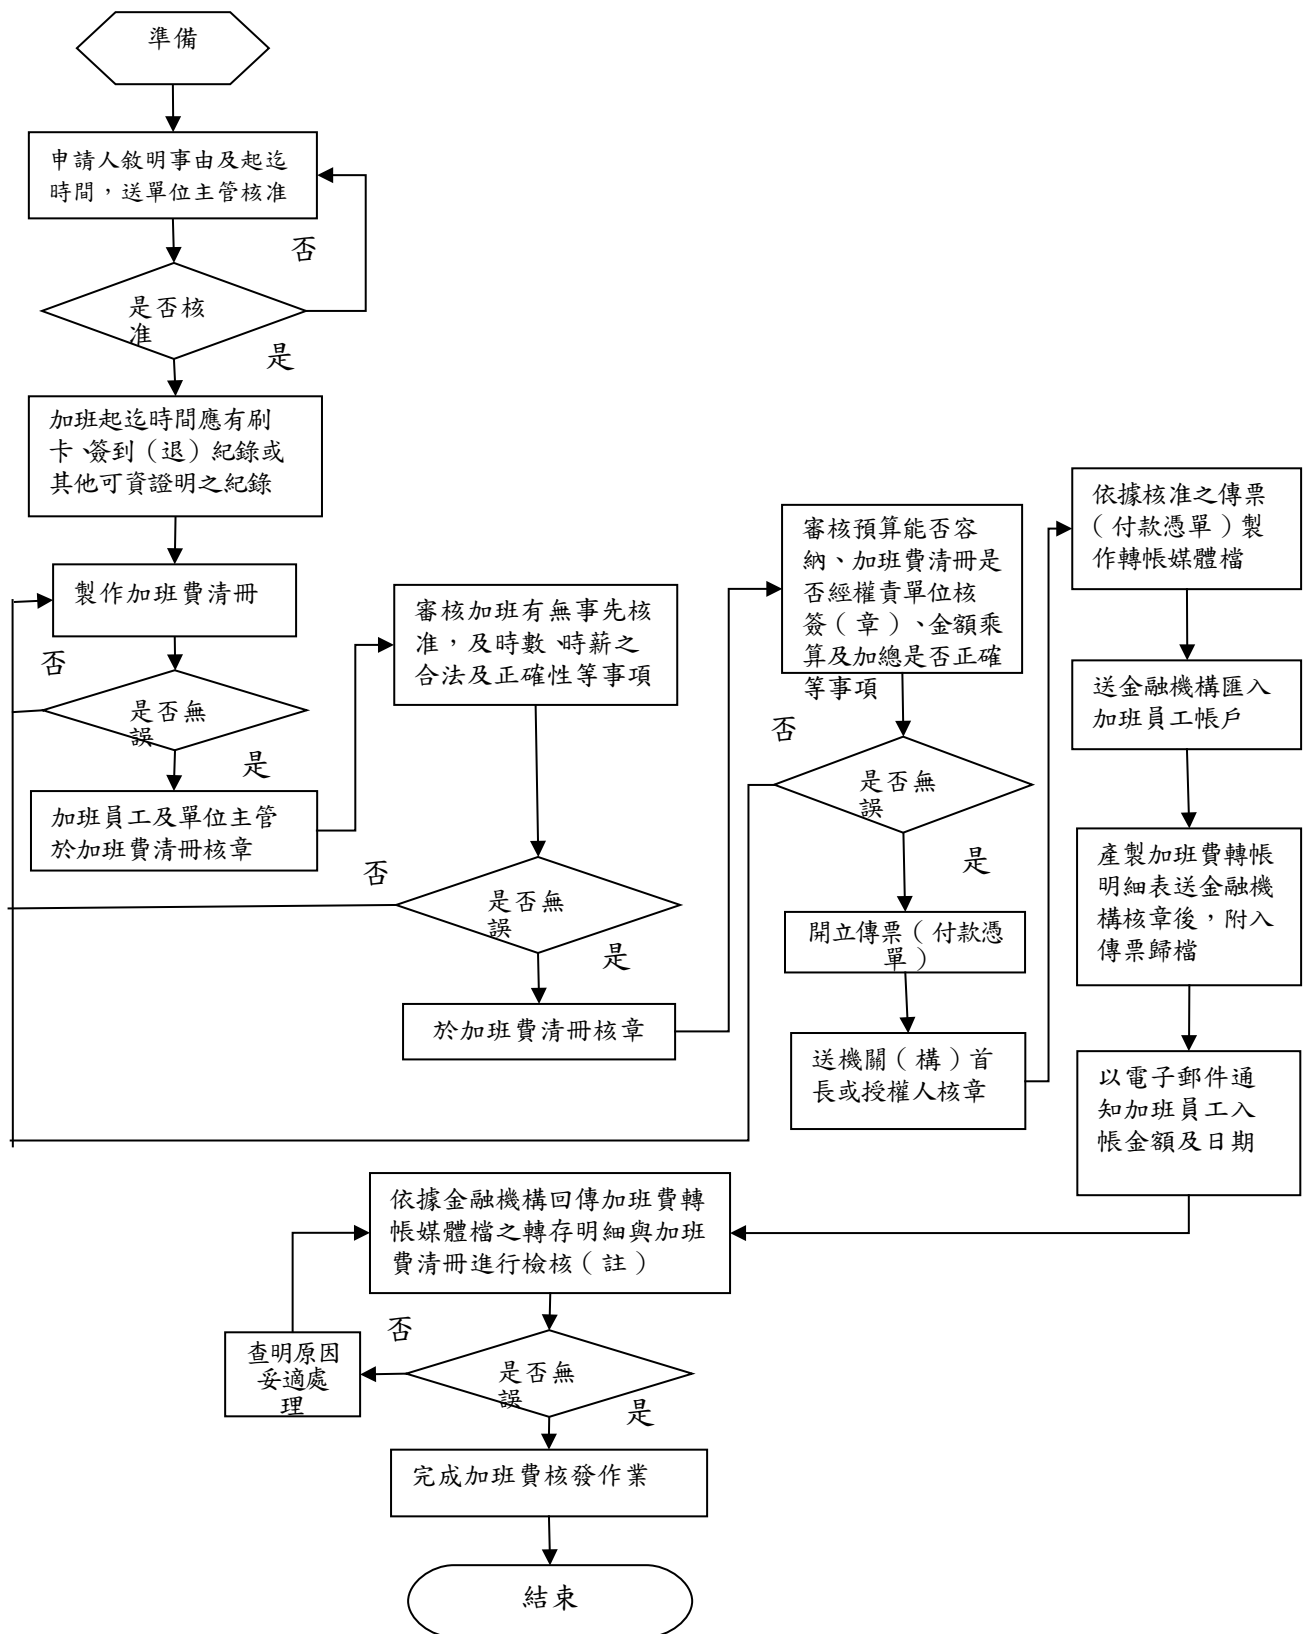 準備
申請人敘明事由及起迄
時間，送單位主管核准
否
是否核
准
是
加班起迄時間應有刷
卡、簽到（退）紀錄或
其他可資證明之紀錄
製作加班費清冊
否
是否無
誤
是
加班員工及單位主管
於加班費清冊核章
審核加班有無事先核
准，及時數、時薪之
合法及正確性等事項
否
是否無
誤
是
於加班費清冊核章
審核預算能否容
納、加班費清冊是
否經權責單位核
簽（章）、金額乘
算及加總是否正確
等事項
否
是否無
誤
是
開立傳票（付款憑
單）
送機關（構）首
長或授權人核章
依據核准之傳票
（付款憑單）製
作轉帳媒體檔
送金融機構匯入
加班員工帳戶
產製加班費轉帳
明細表送金融機
構核章後，附入
傳票歸檔
以電子郵件通
知加班員工入
帳金額及日期
依據金融機構回傳加班費轉
帳媒體檔之轉存明細與加班
費清冊進行檢核（註）
否
查明原因
妥適處
理
是否無
誤
是
完成加班費核發作業
結束